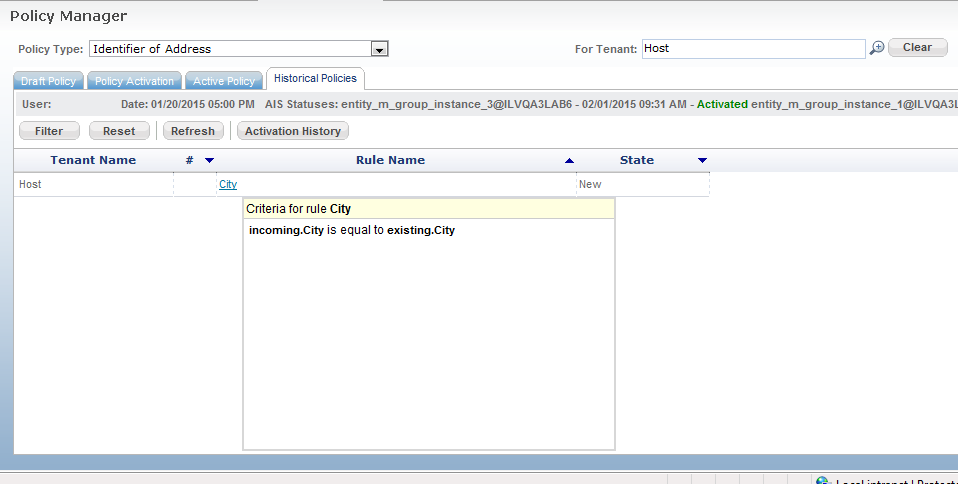 Policy Manager
Policy Type: Identifier of Address For Tenant: Host Clear
Draft Policy Policy Activation Active Policy Historical Policies
User: Date: 01/20/2015 05:00 PM AIS Statuses: entity_m_group_instance_3@ILVQA3LAB6 - 02/01/2015 09:31 AM - Activated entity_m_group_instance_1@ILVQA3L
Filter Reset Refresh Activation History
Tenant Name # Rule Name State
Host City New
Criteria for rule City
incoming.City is equal to existing.City